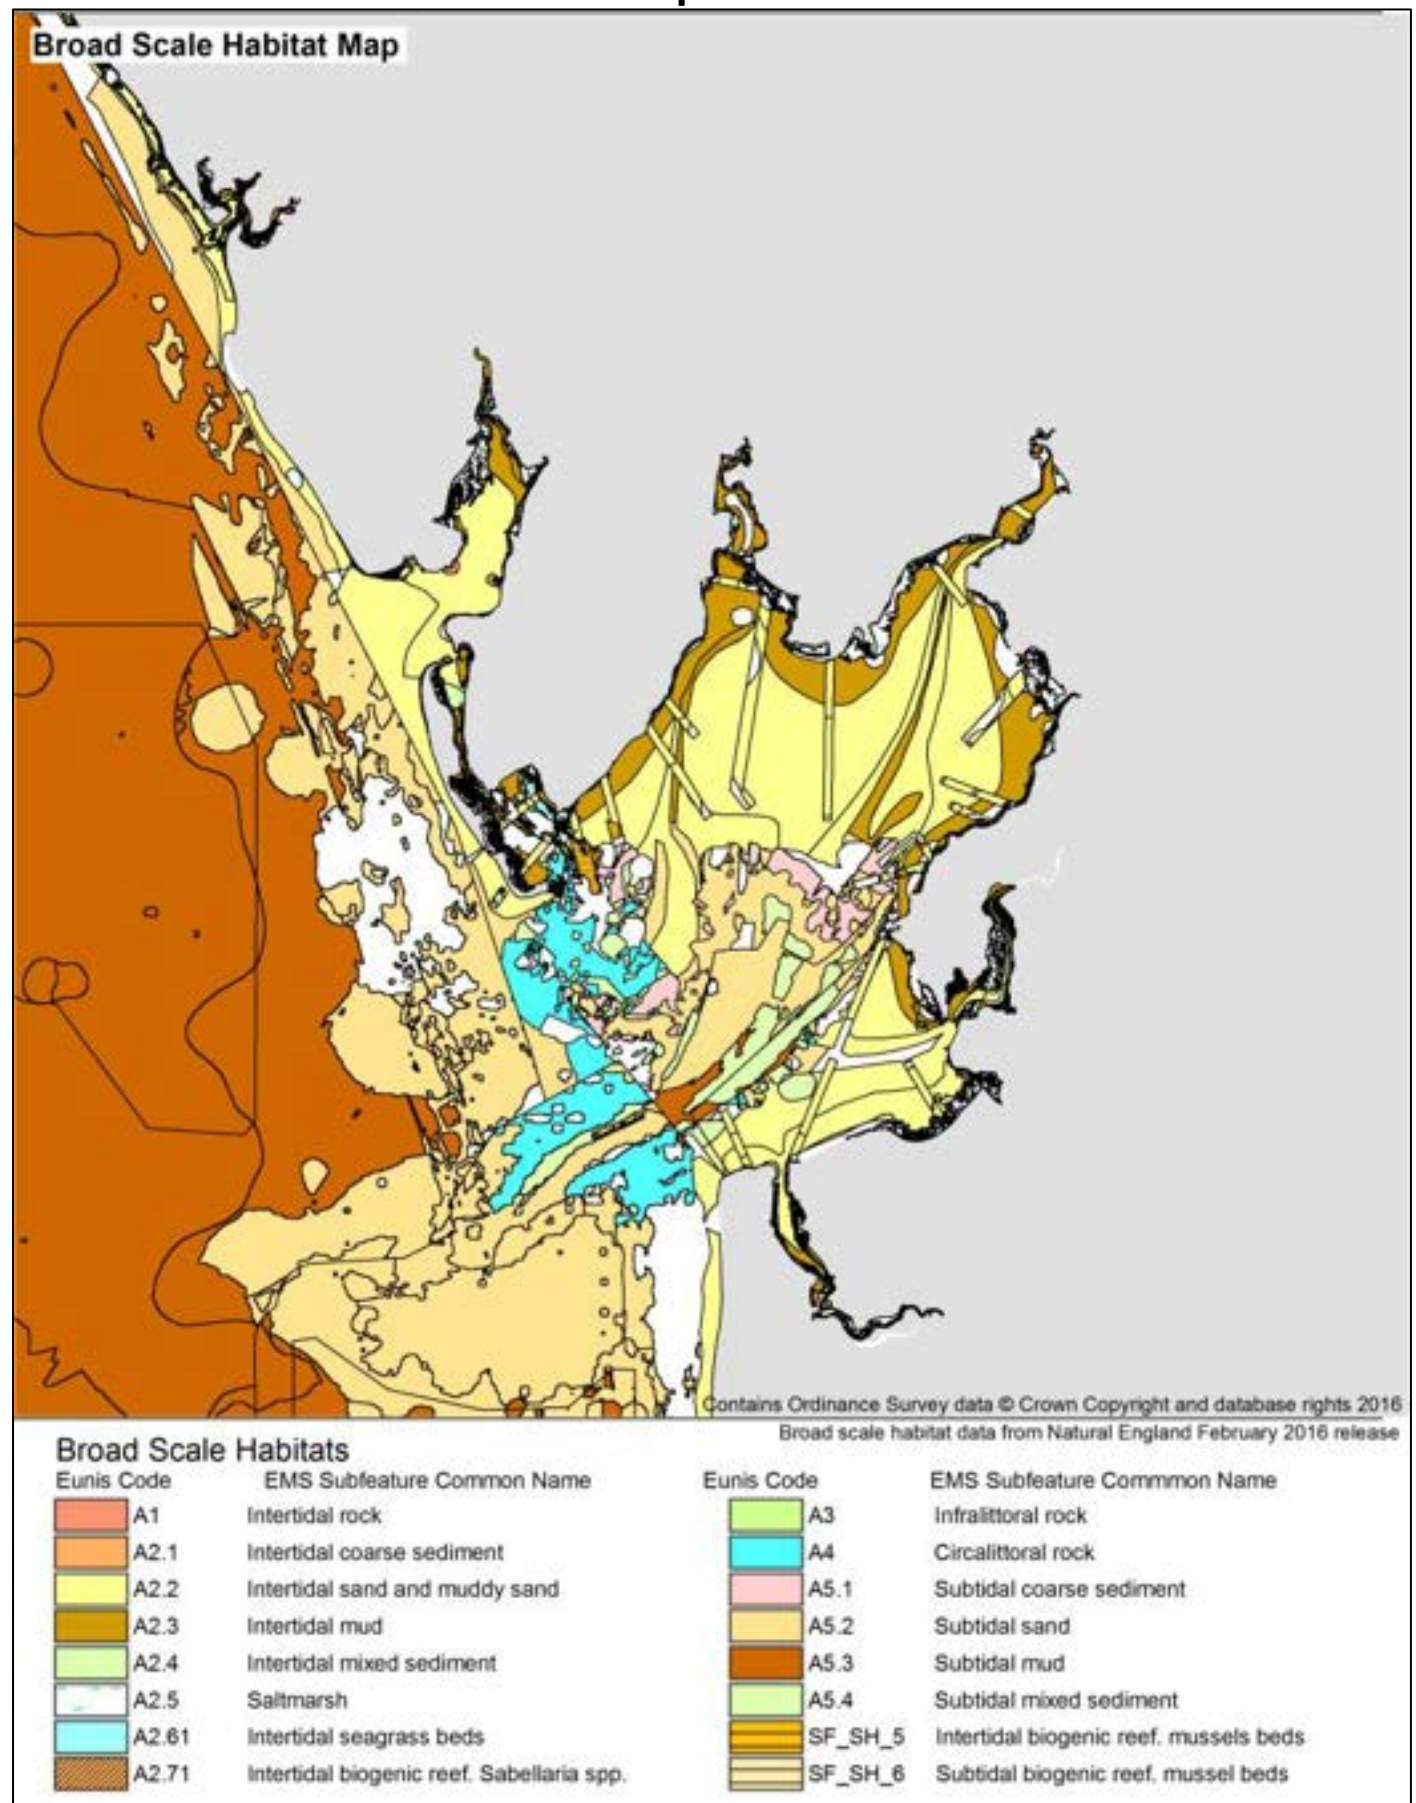 Broad Scale Habitat Map
Contains Ordinance Survey data © Crown Copyright and database rights 2016
Broad scale habitat data from Natural England February 2016 release
Broad Scale Habitats
Eunis Code EMS Subfeature Common Name
A1 Intertidal rock
A2.1 Intertidal coarse sediment
A2.2 Intertidal sand and muddy sand
A2.3 Intertidal mud
A2.4 Intertidal mixed sediment
A2.5 Saltmarsh
A2.61 Intertidal seagrass beds
A2.71 Intertidal biogenic reef. Sabellaria spp.
Eunis Code EMS Subfeature Commmon Name
A3 Infralittoral rock
A4 Circalittoral rock
A5.1 Subtidal coarse sediment
A5.2 Subtidal sand
A5.3 Subtidal mud
A5.4 Subtidal mixed sediment
SF_SH_5 Intertidal biogenic reef. mussels beds
SF_SH_6 Subtidal biogenic reef. mussel beds